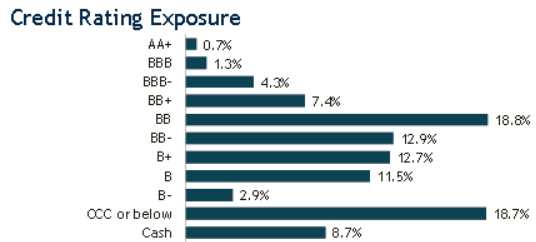 Credit Rating Exposure
AA+ 0.7%
BBB 1.3%
BBB- 4.3%
BB+ 7.4%
BB 18.8%
BB- 12.9%
B+ 12.7%
B 11.5%
B- 2.9%
CCC or below 18.7%
Cash 8.7%